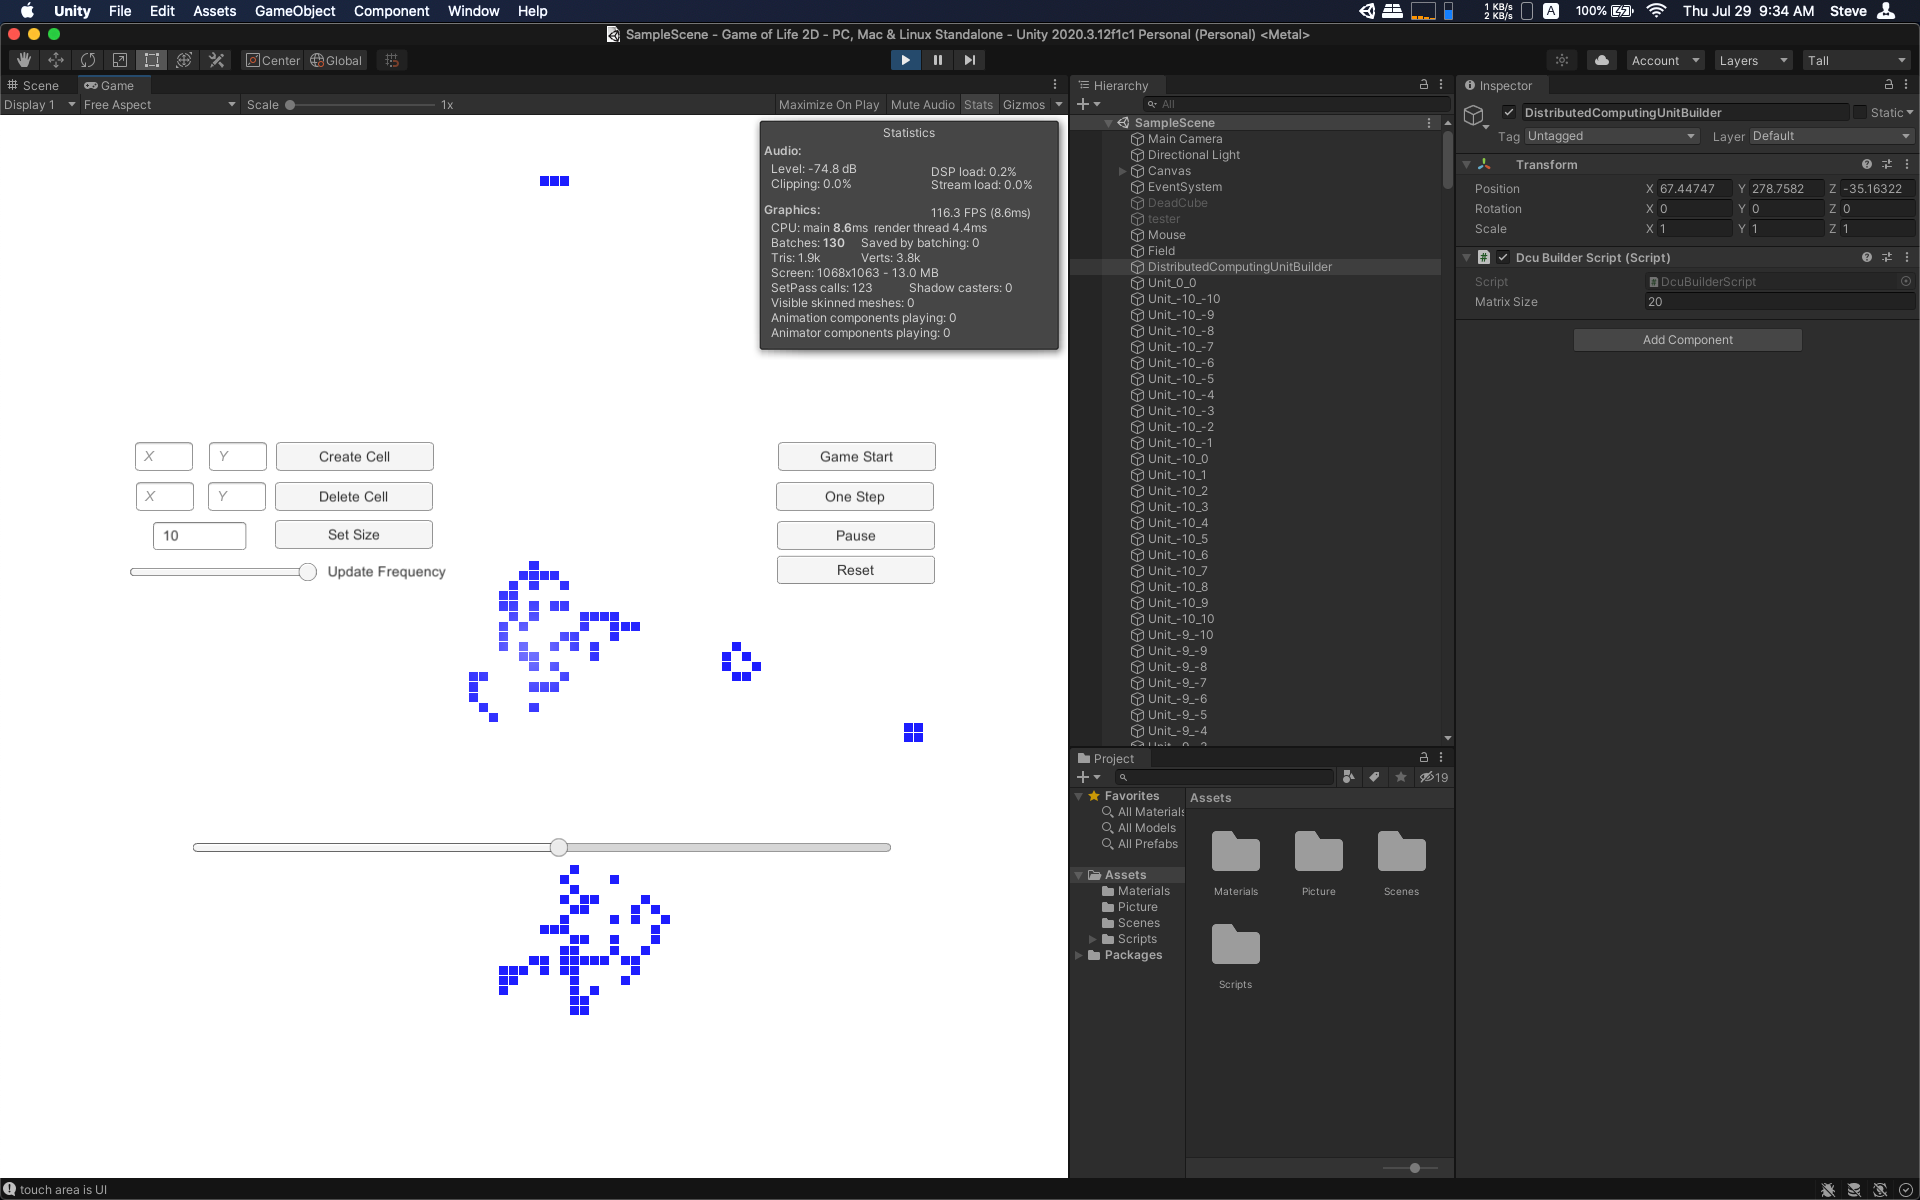 Unity File Edit Assets GameObject Component Window Help
1 KB/s
2 KB/s
A 100% Thu Jul 29 9:34 AM Steve
SampleScene - Game of Life 2D - PC, Mac & Linux Standalone - Unity 2020.3.12f1c1 Personal (Personal) <Metal>
Center Global
Account Layers Tall
Scene Game
Display 1 Free Aspect Scale 1x Maximize On Play Mute Audio Stats Gizmos
Statistics
Audio:
Level: -74.8 dB DSP load: 0.2%
Clipping: 0.0% Stream load: 0.0%
Graphics: 116.3 FPS (8.6ms)
CPU: main 8.6ms render thread 4.4ms
Batches: 130 Saved by batching: 0
Tris: 1.9k Verts: 3.8k
Screen: 1068x1063 - 13.0 MB
SetPass calls: 123 Shadow casters: 0
Visible skinned meshes: 0
Animation components playing: 0
Animator components playing: 0
X Y Create Cell
X Y Delete Cell
10 Set Size
Update Frequency
Game Start
One Step
Pause
Reset
Hierarchy
All
SampleScene
Main Camera
Directional Light
Canvas
EventSystem
DeadCube
tester
Mouse
Field
DistributedComputingUnitBuilder
Unit_0_0
Unit_-10_-10
Unit_-10_-9
Unit_-10_-8
Unit_-10_-7
Unit_-10_-6
Unit_-10_-5
Unit_-10_-4
Unit_-10_-3
Unit_-10_-2
Unit_-10_-1
Unit_-10_0
Unit_-10_1
Unit_-10_2
Unit_-10_3
Unit_-10_4
Unit_-10_5
Unit_-10_6
Unit_-10_7
Unit_-10_8
Unit_-10_9
Unit_-10_10
Unit_-9_-10
Unit_-9_-9
Unit_-9_-8
Unit_-9_-7
Unit_-9_-6
Unit_-9_-5
Unit_-9_-4
Project
19
Favorites
All Materials
All Models
All Prefabs
Assets
Materials
Picture
Scenes
Scripts
Packages
Assets
Materials Picture Scenes
Scripts
Inspector
DistributedComputingUnitBuilder Static
Tag Untagged Layer Default
Transform
Position X 67.44747 Y 278.7582 Z -35.16322
Rotation X 0 Y 0 Z 0
Scale X 1 Y 1 Z 1
# Dcu Builder Script (Script)
Script DcuBuilderScript
Matrix Size 20
Add Component
touch area is UI